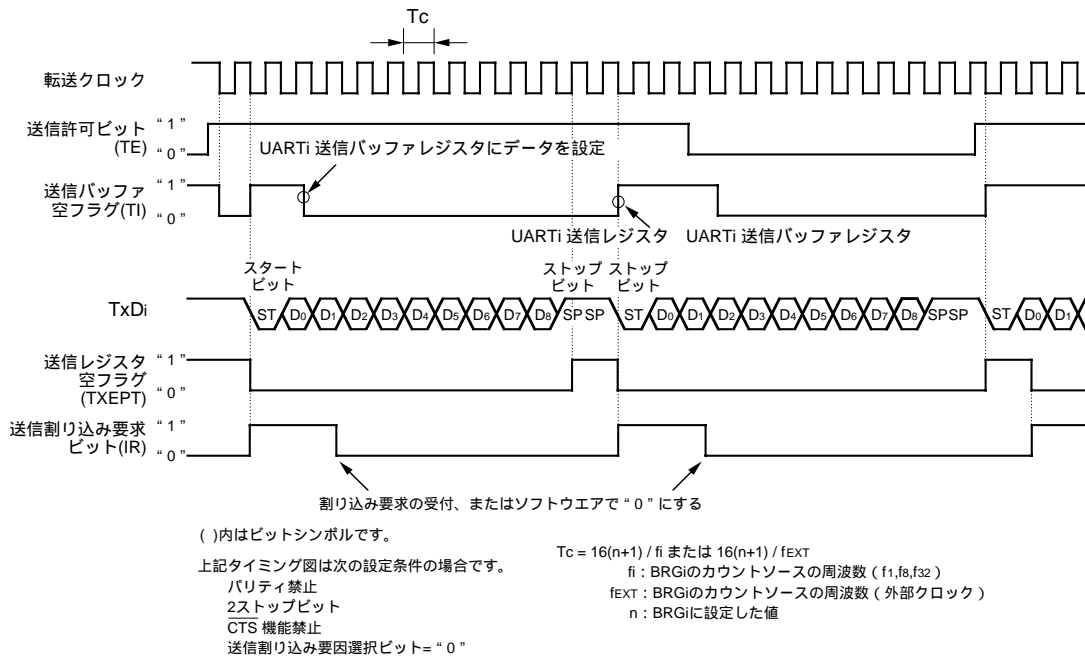 Tc
転送クロック
送信許可ビット
(TE)
“1”
“0”
UARTi 送信バッファレジスタにデータを設定
送信バッファ
空フラグ(TI)
“1”
“0”
UARTi 送信レジスタ
UARTi 送信バッファレジスタ
スタート
ビット
ストップ
ビット
ストップ
ビット
TxDi
ST D0 D1 D2 D3 D4 D5 D6 D7 D8 SP SP ST D0 D1 D2 D3 D4 D5 D6 D7 D8 SP SP ST D0 D1
送信レジスタ
空フラグ
(TXEPT)
“1”
“0”
送信割り込み要求
ビット(IR)
“1”
“0”
割り込み要求の受付、またはソフトウエアで“0”にする
( )内はビットシンボルです。
上記タイミング図は次の設定条件の場合です。
パリティ禁止
2ストップビット
CTS 機能禁止
送信割り込み要因選択ビット=“0”
Tc = 16(n+1) / fi または 16(n+1) / fEXT
fi : BRGiのカウントソースの周波数(f1,f8,f32)
fEXT : BRGiのカウントソースの周波数(外部クロック)
n : BRGiに設定した値